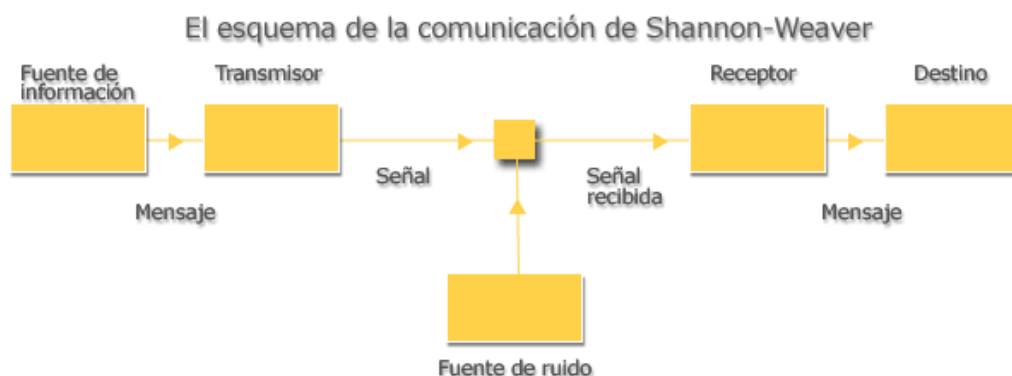 El esquema de la comunicación de Shannon-Weaver
Fuente de
información
Transmisor
Receptor
Destino
Señal
Señal
recibida
Mensaje
Mensaje
Fuente de ruido